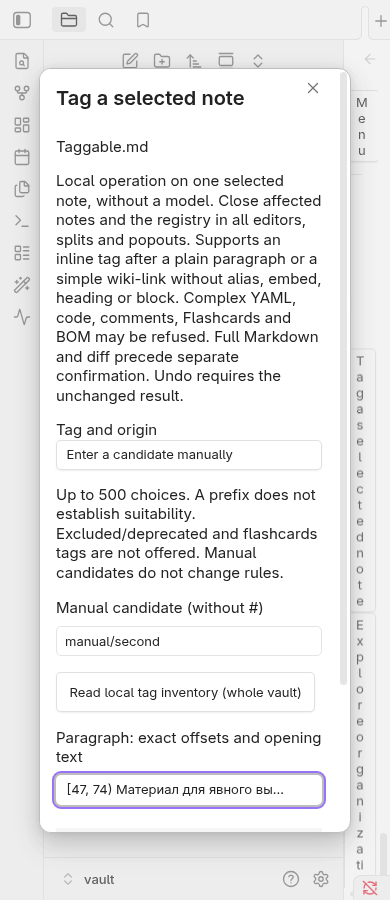 Tag a selected note
Taggable.md
Local operation on one selected
note, without a model. Close affected
notes and the registry in all editors,
splits and popouts. Supports an
inline tag after a plain paragraph or a
simple wiki-link without alias, embed,
heading or block. Complex YAML,
code, comments, Flashcards and
BOM may be refused. Full Markdown
and diff precede separate
confirmation. Undo requires the
unchanged result.
Tag and origin
Enter a candidate manually
Up to 500 choices. A prefix does not
establish suitability.
Excluded/deprecated and flashcards
tags are not offered. Manual
candidates do not change rules.
Manual candidate (without #)
manual/second
Read local tag inventory (whole vault)
Paragraph: exact offsets and opening
text
[47, 74) Материал для явного вы...
vault
M
e
n
u
T
a
g
a
s
e
l
e
c
t
e
d
n
o
t
e
E
x
p
l
o
r
e
o
r
g
a
n
i
z
a
ti